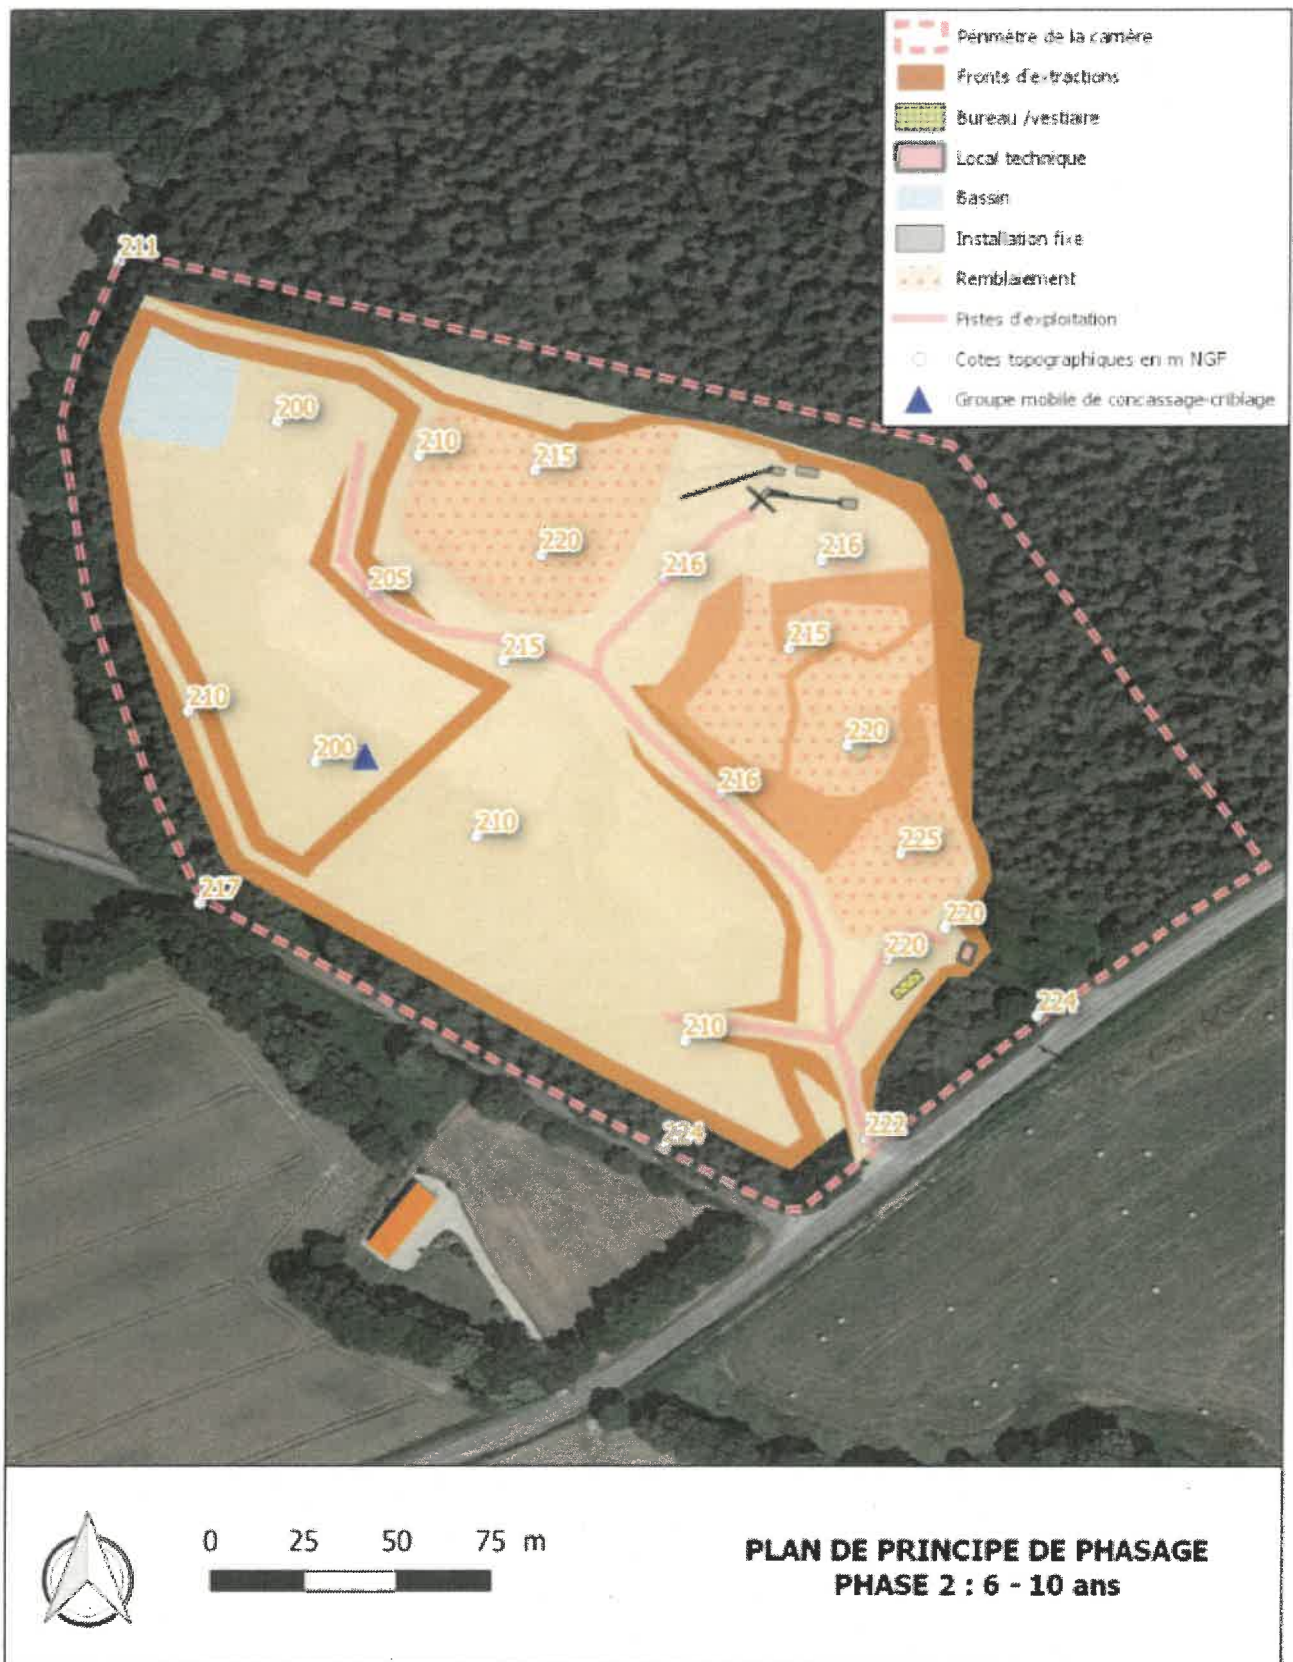 Périmètre de la carrière
Fronts d'extractions
Bureau /vestiaire
Local technique
Bassin
Installation fixe
Remblaiement
Pistes d'exploitation
Cotes topographiques en m NGF
Groupe mobile de concassage-criblage
211
200
210
215
220
216
216
205
215
215
210
220
200
216
210
225
217
220
220
224
210
222
224
0 25 50 75 m
PLAN DE PRINCIPE DE PHASAGE
PHASE 2 : 6 - 10 ans